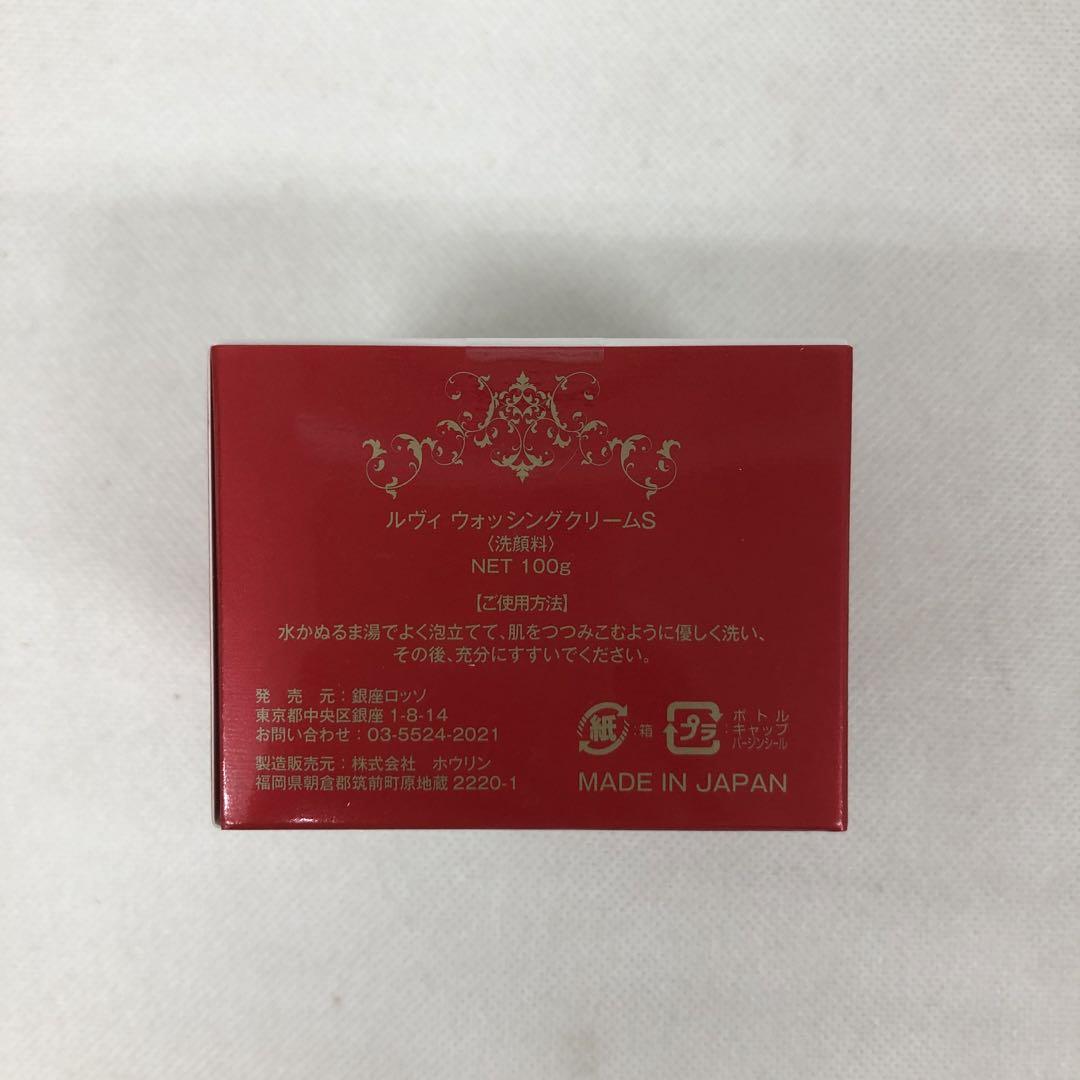 ルヴィ ウォッシングクリームS
〈洗顔料〉
NET 100g
【ご使用方法】
水かぬるま湯でよく泡立てて、肌をつつみこむように優しく洗い、
その後、充分にすすいでください。
発 売 元：銀座ロッソ
東京都中央区銀座 1-8-14
お問い合わせ：03-5524-2021
製造販売元：株式会社 ホウリン
福岡県朝倉郡筑前町原地蔵 2220-1
紙：箱
プラ：ボトル
キャップ
バージンシール
MADE IN JAPAN